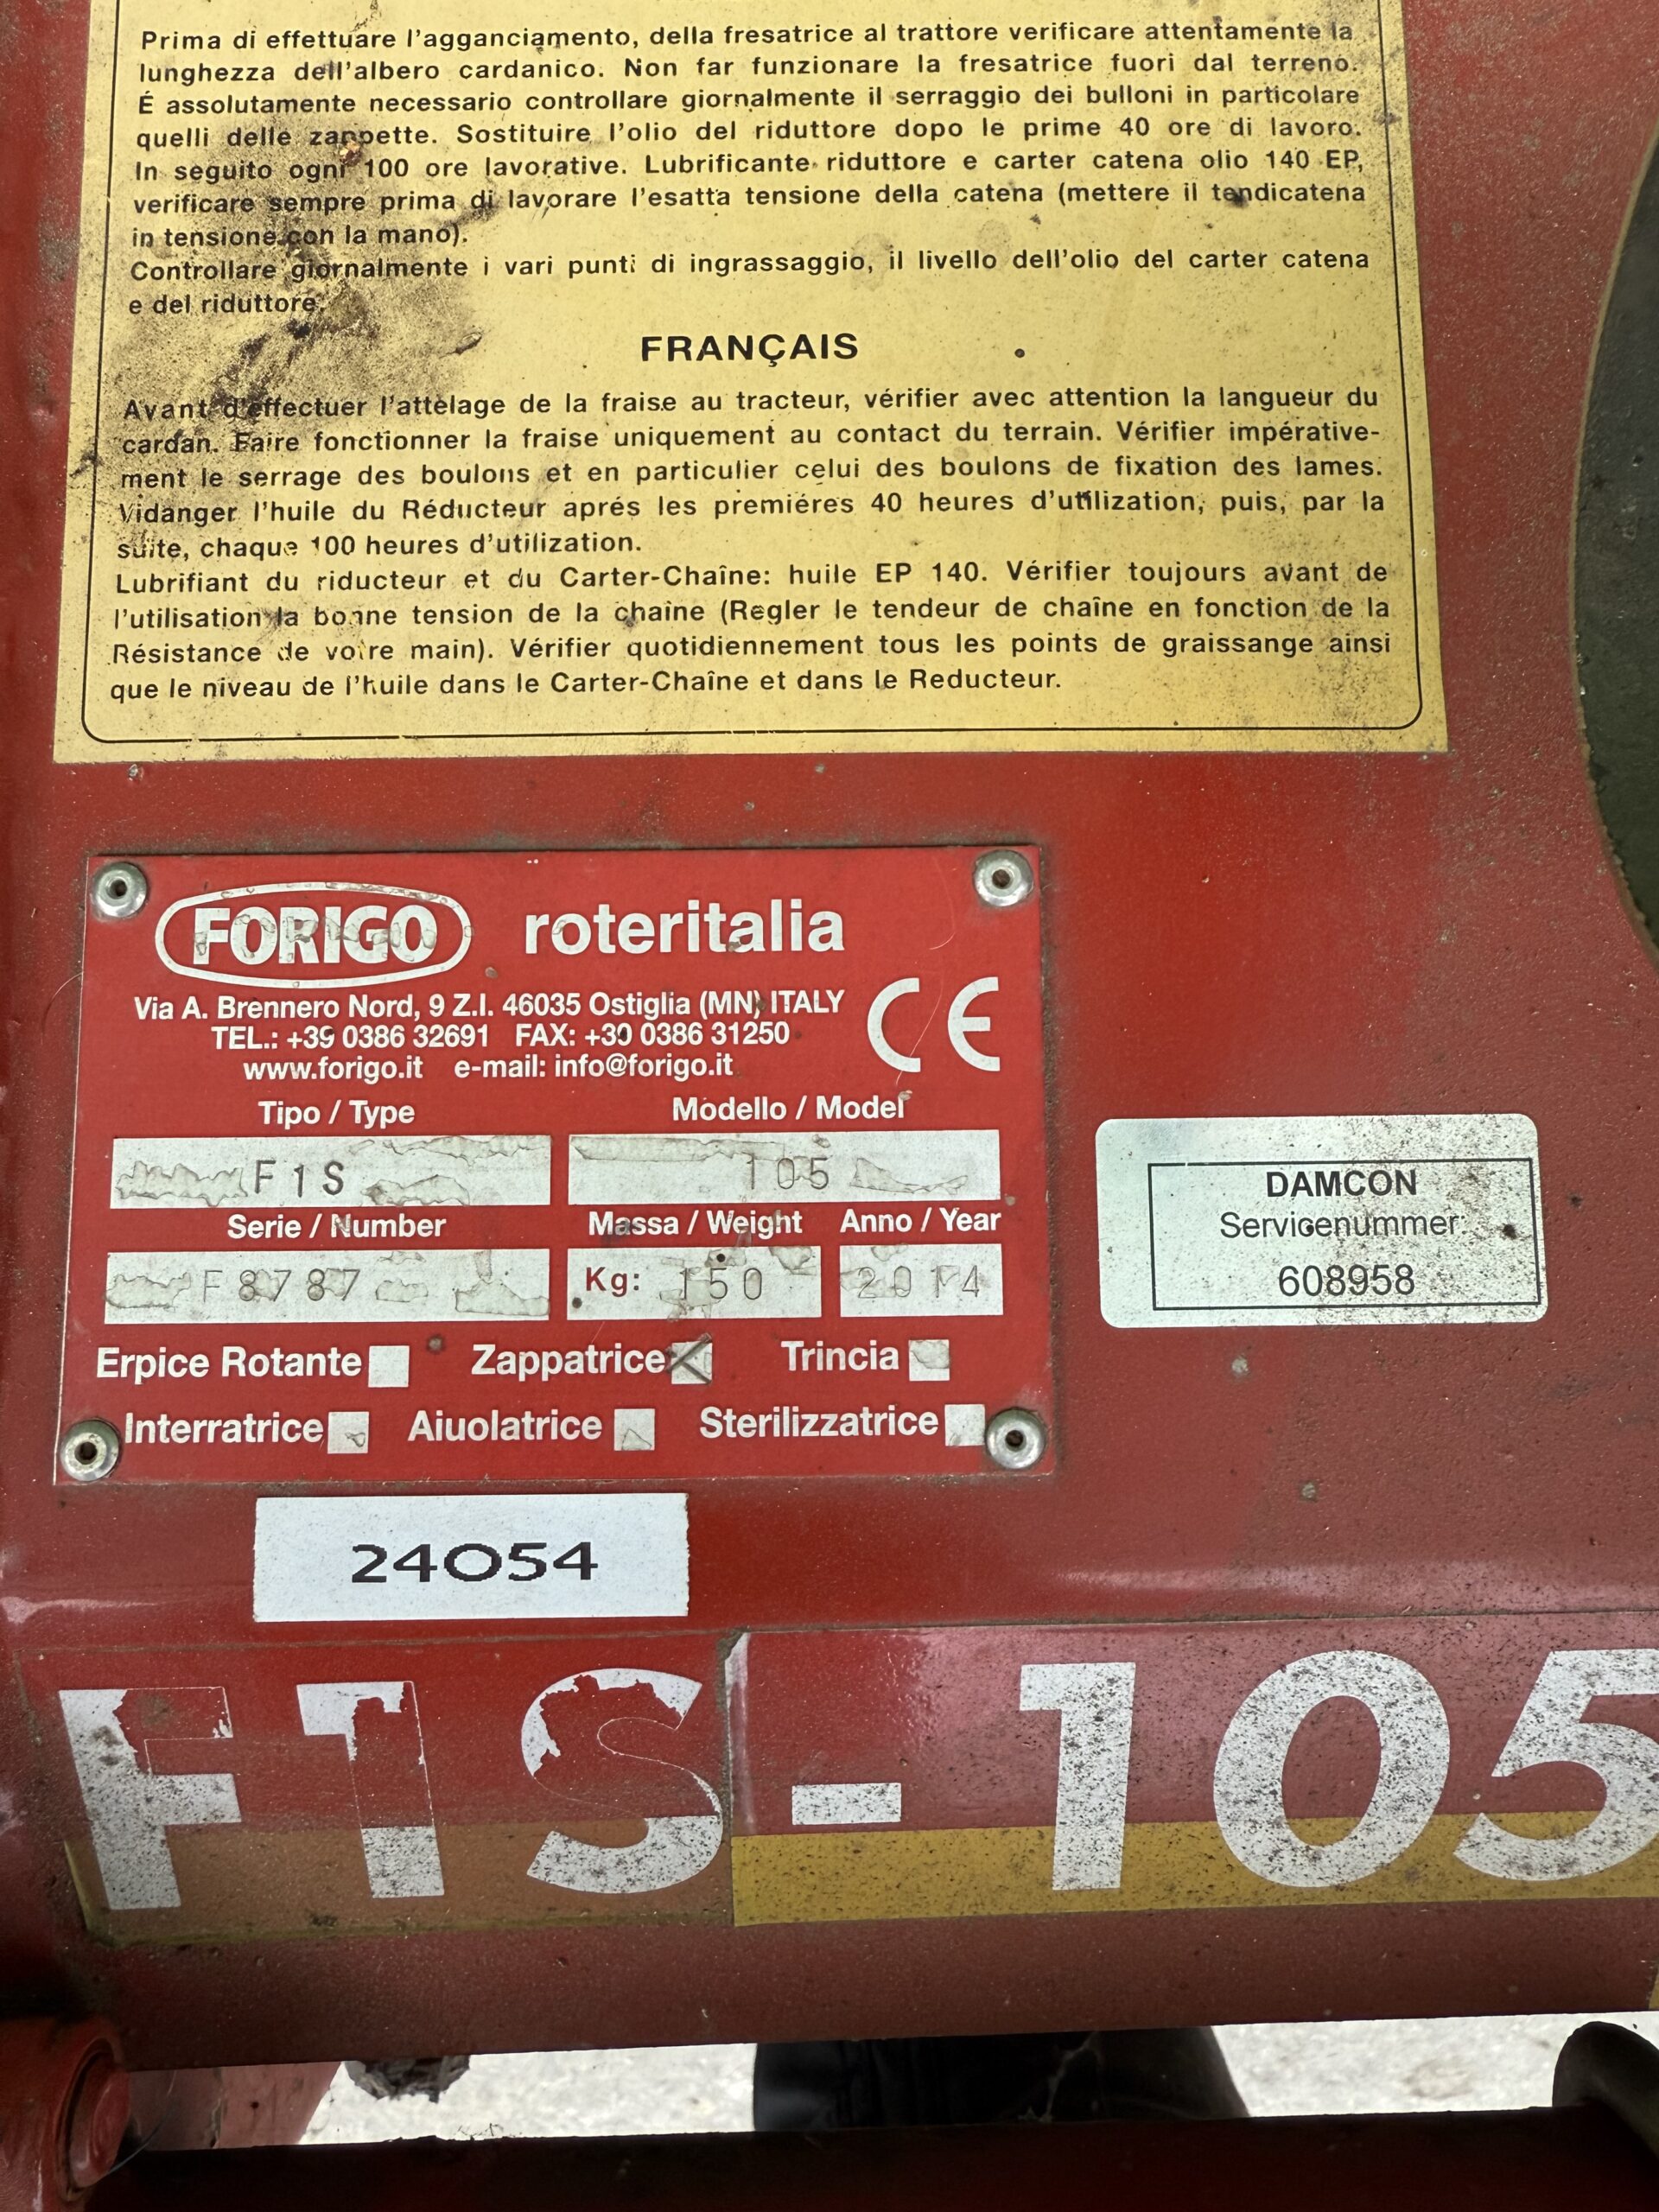 Prima di effettuare l'agganciamento, della fresatrice al trattore verificare attentamente la
lunghezza dell'albero cardanico. Non far funzionare la fresatrice fuori dal terreno.
É assolutamente necessario controllare giornalmente il serraggio dei bulloni in particolare
quelli delle zappette. Sostituire l'olio del riduttore dopo le prime 40 ore di lavoro.
In seguito ogni 100 ore lavorative. Lubrificante riduttore e carter catena olio 140 EP,
verificare sempre prima di lavorare l'esatta tensione della catena (mettere il tendicatena
in tensione con la mano).
Controllare giornalmente i vari punti di ingrassaggio, il livello dell'olio del carter catena
e del riduttore.
FRANÇAIS
Avant d'effectuer l'attelage de la fraise au tracteur, vérifier avec attention la langueur du
cardan. Faire fonctionner la fraise uniquement au contact du terrain. Vérifier impérative-
ment le serrage des boulons et en particulier celui des boulons de fixation des lames.
Vidanger l'huile du Réducteur aprés les premiéres 40 heures d'utilization, puis, par la
suite, chaque 100 heures d'utilization.
Lubrifiant du riducteur et du Carter-Chaîne: huile EP 140. Vérifier toujours avant de
l'utilisation la bonne tension de la chaîne (Regler le tendeur de chaîne en fonction de la
Résistance de votre main). Vérifier quotidiennement tous les points de graissange ainsi
que le niveau de l'huile dans le Carter-Chaîne et dans le Reducteur.
FORIGO roteritalia
Via A. Brennero Nord, 9 Z.I. 46035 Ostiglia (MN) ITALY
TEL.: +39 0386 32691 FAX: +39 0386 31250
www.forigo.it e-mail: info@forigo.it
CE
Tipo / Type Modello / Model
F1S 105
Serie / Number Massa / Weight Anno / Year
F8787 Kg: 150 2014
Erpice Rotante Zappatrice Trincia
Interratrice Aiuolatrice Sterilizzatrice
DAMCON
Servicenummer:
608958
24054
F1S-105